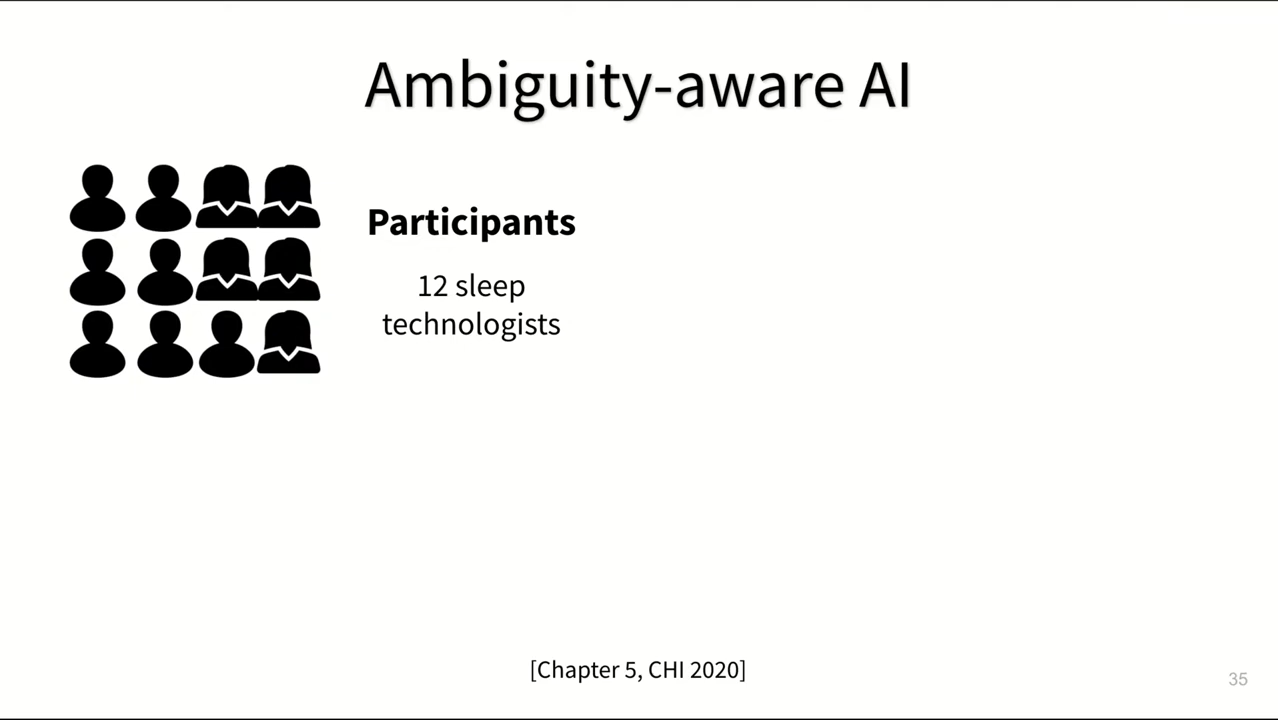 Ambiguity-aware AI
Participants
12 sleep
technologists
[Chapter 5, CHI 2020]
35